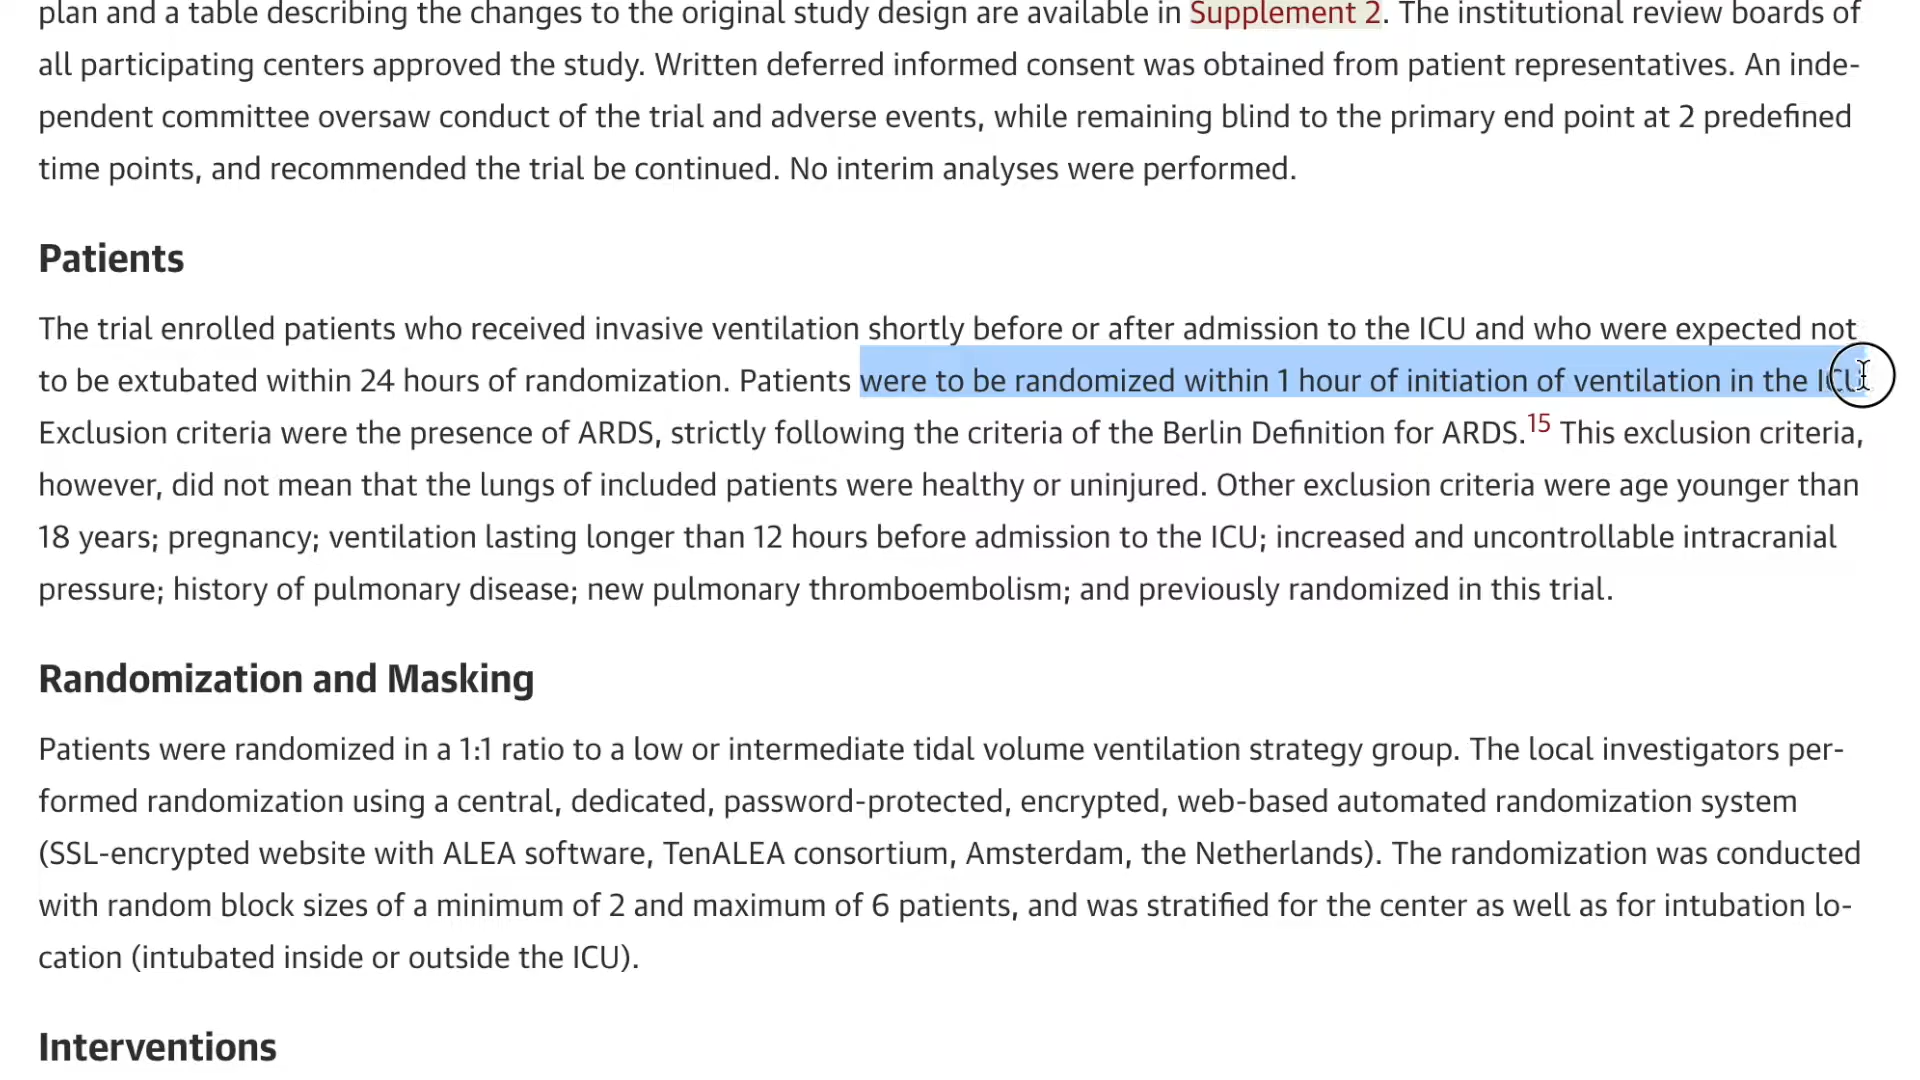 plan and a table describing the changes to the original study design are available in Supplement 2. The institutional review boards of
all participating centers approved the study. Written deferred informed consent was obtained from patient representatives. An inde-
pendent committee oversaw conduct of the trial and adverse events, while remaining blind to the primary end point at 2 predefined
time points, and recommended the trial be continued. No interim analyses were performed.
Patients
The trial enrolled patients who received invasive ventilation shortly before or after admission to the ICU and who were expected not
to be extubated within 24 hours of randomization. Patients were to be randomized within 1 hour of initiation of ventilation in the ICU
Exclusion criteria were the presence of ARDS, strictly following the criteria of the Berlin Definition for ARDS.15 This exclusion criteria,
however, did not mean that the lungs of included patients were healthy or uninjured. Other exclusion criteria were age younger than
18 years; pregnancy; ventilation lasting longer than 12 hours before admission to the ICU; increased and uncontrollable intracranial
pressure; history of pulmonary disease; new pulmonary thromboembolism; and previously randomized in this trial.
Randomization and Masking
Patients were randomized in a 1:1 ratio to a low or intermediate tidal volume ventilation strategy group. The local investigators per-
formed randomization using a central, dedicated, password-protected, encrypted, web-based automated randomization system
(SSL-encrypted website with ALEA software, TenALEA consortium, Amsterdam, the Netherlands). The randomization was conducted
with random block sizes of a minimum of 2 and maximum of 6 patients, and was stratified for the center as well as for intubation lo-
cation (intubated inside or outside the ICU).
Interventions